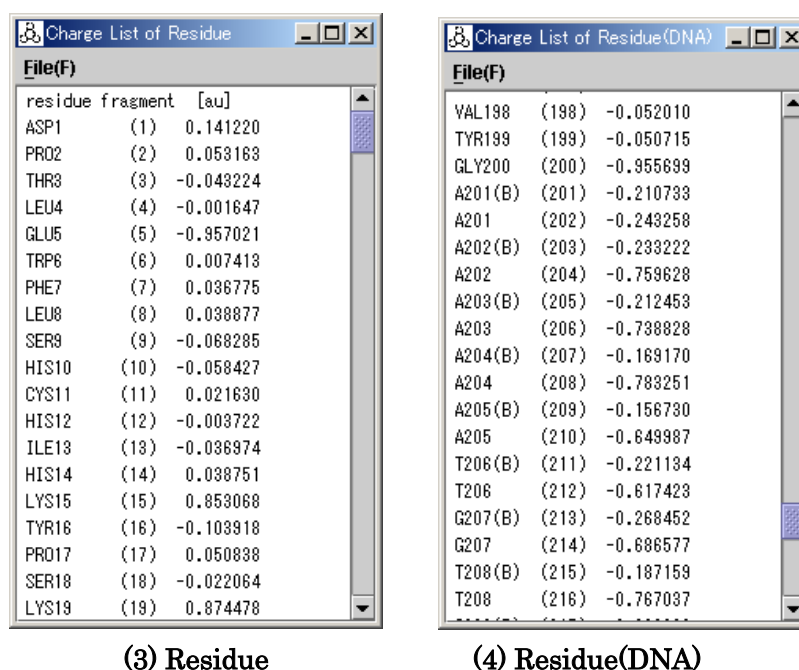 Charge List of Residue
File(F)
residue fragment [au]
ASP1 (1) 0.141220
PRO2 (2) 0.053163
THR3 (3) -0.043224
LEU4 (4) -0.001647
GLU5 (5) -0.957021
TRP6 (6) 0.007413
PHE7 (7) 0.036775
LEU8 (8) 0.038877
SER9 (9) -0.068285
HIS10 (10) -0.058427
CYS11 (11) 0.021630
HIS12 (12) -0.003722
ILE13 (13) -0.036974
HIS14 (14) 0.038751
LYS15 (15) 0.853068
TYR16 (16) -0.103918
PRO17 (17) 0.050838
SER18 (18) -0.022064
LYS19 (19) 0.874478
(3) Residue
Charge List of Residue(DNA)
File(F)
VAL198 (198) -0.052010
TYR199 (199) -0.050715
GLY200 (200) -0.955699
A201(B) (201) -0.210733
A201 (202) -0.243258
A202(B) (203) -0.233222
A202 (204) -0.759628
A203(B) (205) -0.212453
A203 (206) -0.738828
A204(B) (207) -0.169170
A204 (208) -0.783251
A205(B) (209) -0.156730
A205 (210) -0.649987
T206(B) (211) -0.221134
T206 (212) -0.617423
G207(B) (213) -0.268452
G207 (214) -0.686577
T208(B) (215) -0.187159
T208 (216) -0.767037
(4) Residue(DNA)